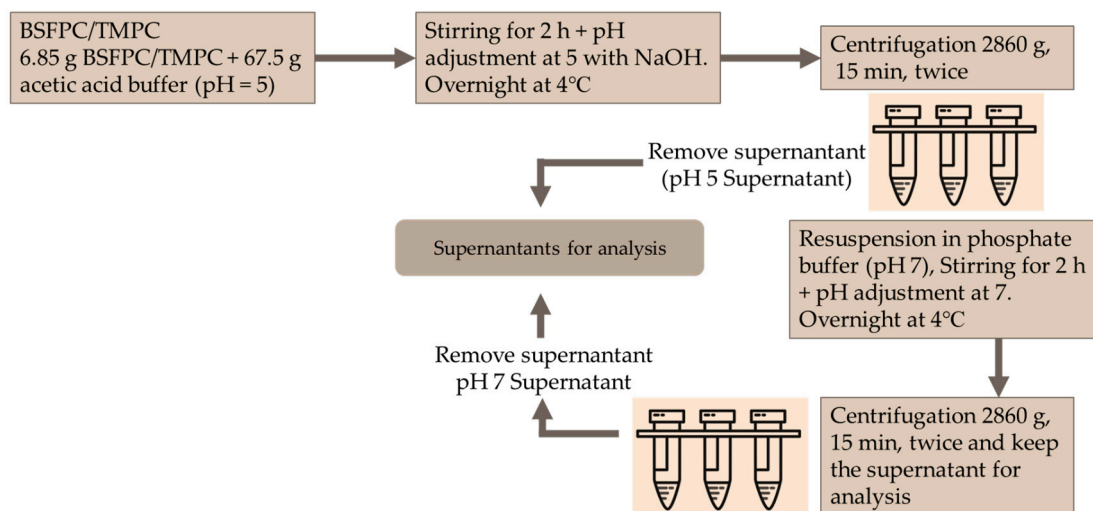 BSFPC/TMPC
6.85 g BSFPC/TMPC + 67.5 g
acetic acid buffer (pH = 5)
Stirring for 2 h + pH
adjustment at 5 with NaOH.
Overnight at 4°C
Centrifugation 2860 g,
15 min, twice
Remove supernantant
(pH 5 Supernatant)
Supernantants for analysis
Resuspension in phosphate
buffer (pH 7), Stirring for 2 h
+ pH adjustment at 7.
Overnight at 4°C
Centrifugation 2860 g,
15 min, twice and keep
the supernatant for
analysis
Remove supernantant
pH 7 Supernatant